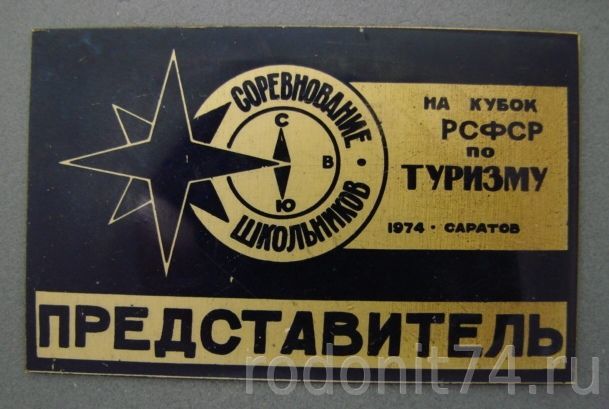 СОРЕВНОВАНИЕ
ШКОЛЬНИКОВ
С
В
Ю
НА КУБОК
РСФСР
ПО
ТУРИЗМУ
1974 · САРАТОВ
ПРЕДСТАВИТЕЛЬ
rodonit74.ru